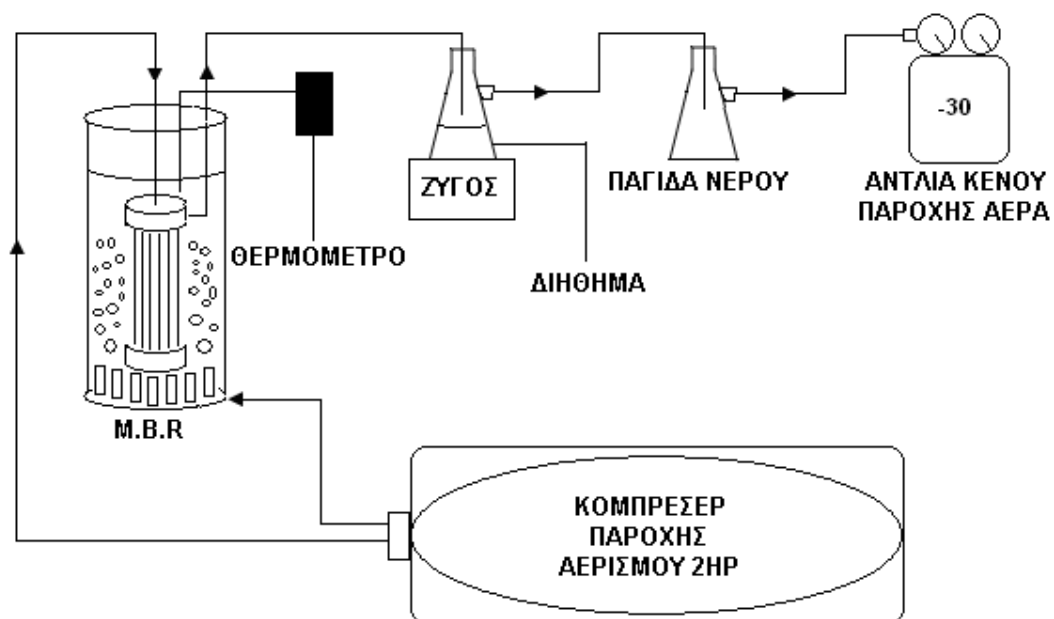 -30
ΖΥΓΟΣ
ΠΑΓΙΔΑ ΝΕΡΟΥ
ΑΝΤΛΙΑ ΚΕΝΟΥ
ΠΑΡΟΧΗΣ ΑΕΡΑ
ΘΕΡΜΟΜΕΤΡΟ
ΔΙΗΘΗΜΑ
M.B.R
ΚΟΜΠΡΕΣΕΡ
ΠΑΡΟΧΗΣ
ΑΕΡΙΣΜΟΥ 2HP